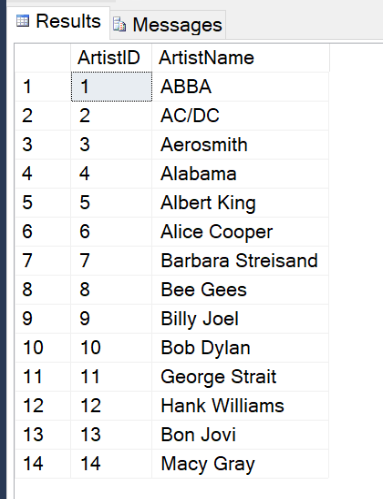 Results Messages
ArtistID ArtistName
1 1 ABBA
2 2 AC/DC
3 3 Aerosmith
4 4 Alabama
5 5 Albert King
6 6 Alice Cooper
7 7 Barbara Streisand
8 8 Bee Gees
9 9 Billy Joel
10 10 Bob Dylan
11 11 George Strait
12 12 Hank Williams
13 13 Bon Jovi
14 14 Macy Gray